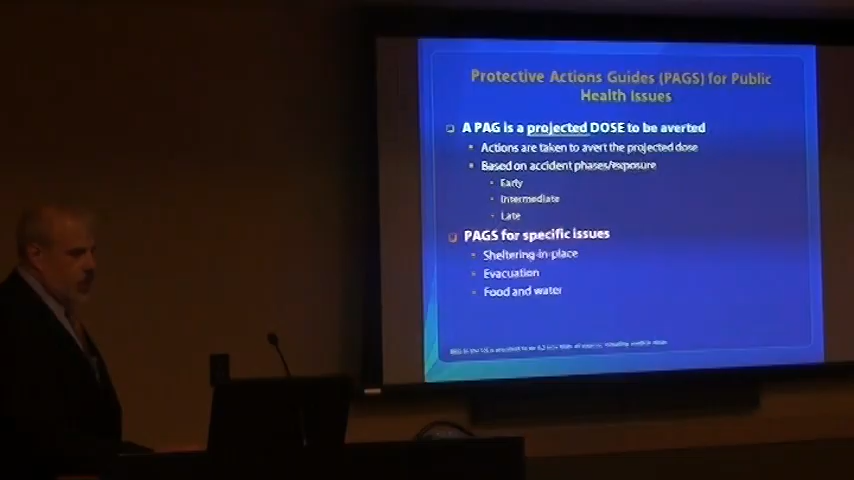 Protective Actions Guides (PAGS) for Public
Health Issues
A PAG is a projected DOSE to be averted
Actions are taken to avert the projected dose
Based on accident phases/exposure
Early
Intermediate
Late
PAGS for specific issues
Sheltering-in-place
Evacuation
Food and water